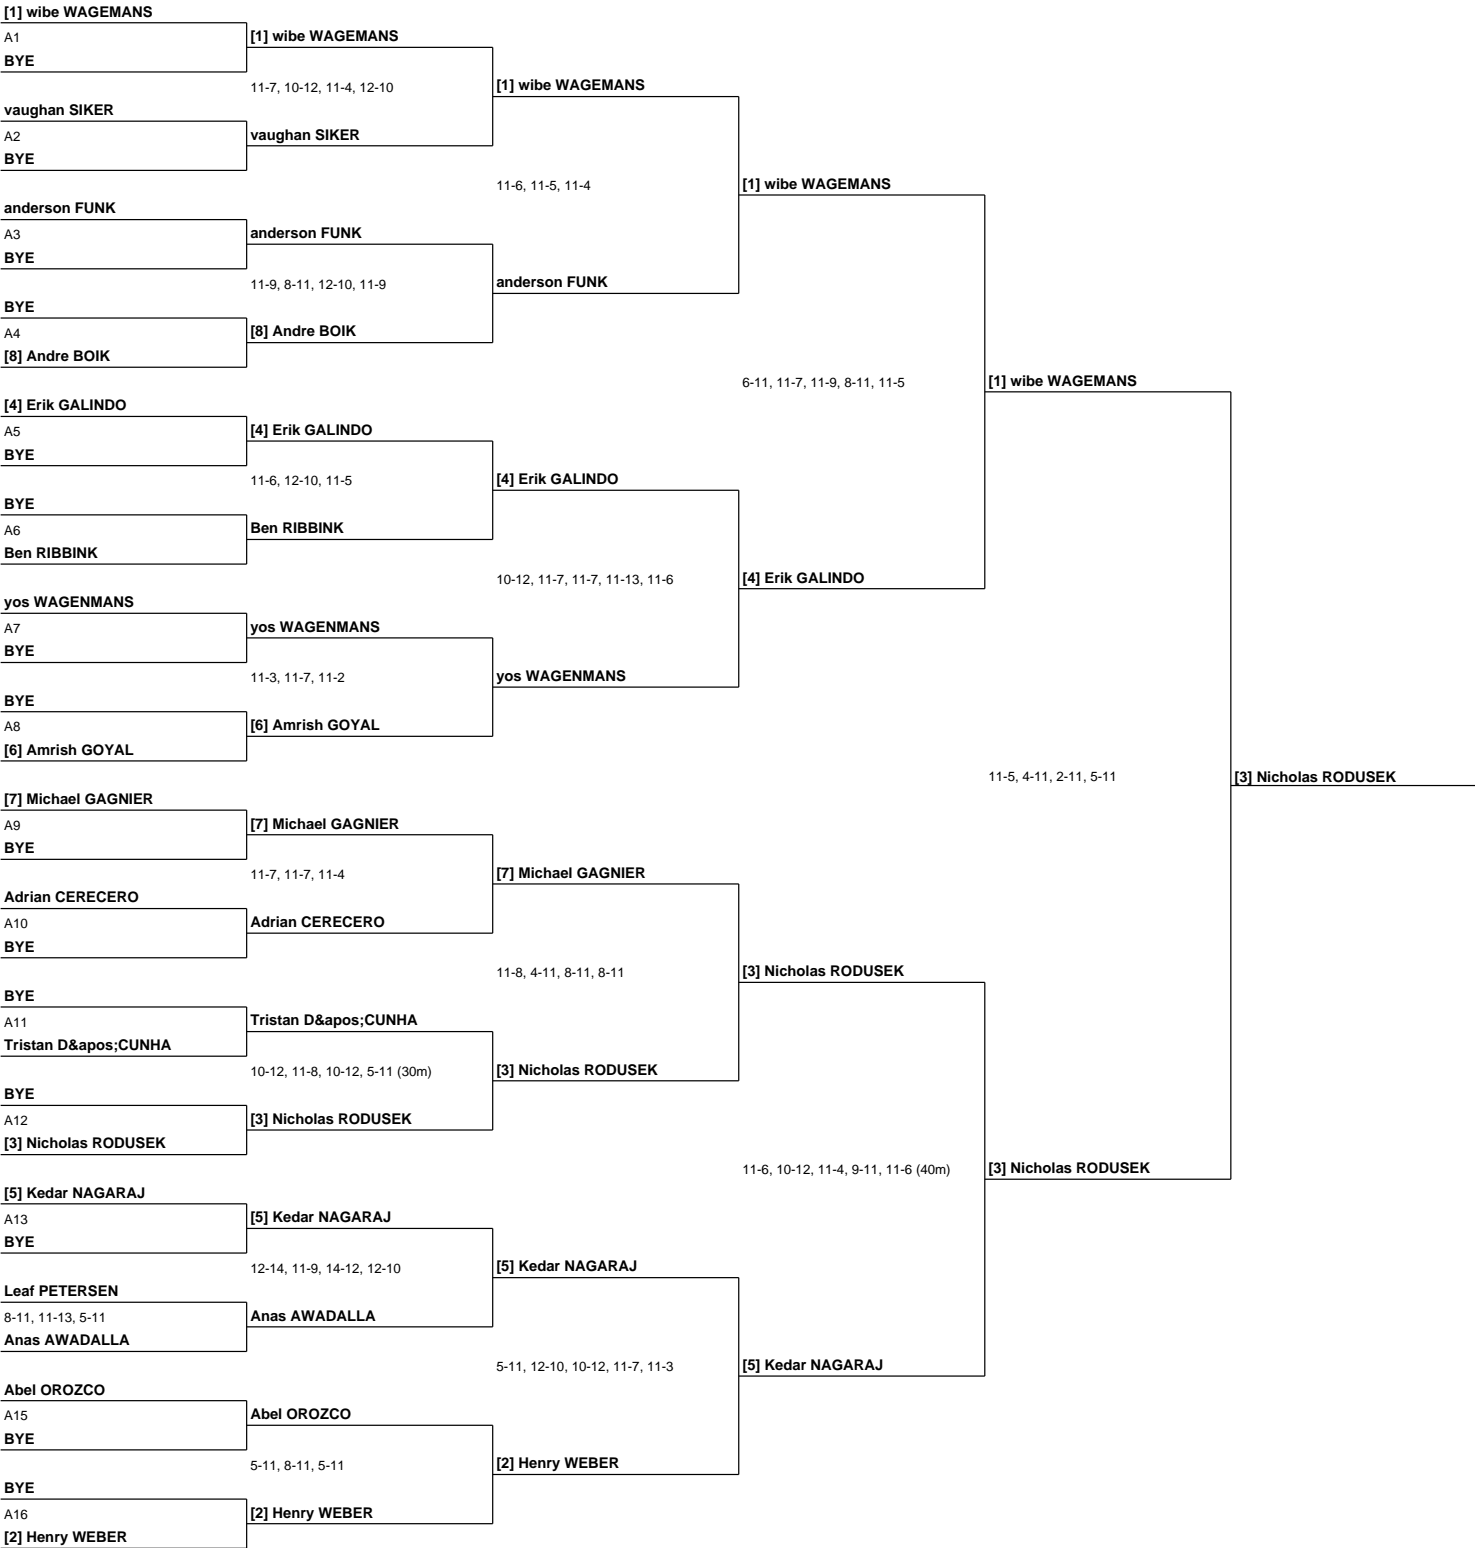 [1] wibe WAGEMANS
A1
BYE
[1] wibe WAGEMANS
11-7, 10-12, 11-4, 12-10
vaughan SIKER
A2
BYE
vaughan SIKER
[1] wibe WAGEMANS
11-6, 11-5, 11-4
anderson FUNK
A3
BYE
anderson FUNK
11-9, 8-11, 12-10, 11-9
BYE
A4
[8] Andre BOIK
[8] Andre BOIK
anderson FUNK
[1] wibe WAGEMANS
6-11, 11-7, 11-9, 8-11, 11-5
[4] Erik GALINDO
A5
BYE
[4] Erik GALINDO
11-6, 12-10, 11-5
BYE
A6
Ben RIBBINK
Ben RIBBINK
[4] Erik GALINDO
10-12, 11-7, 11-7, 11-13, 11-6
yos WAGENMANS
A7
BYE
yos WAGENMANS
11-3, 11-7, 11-2
BYE
A8
[6] Amrish GOYAL
[6] Amrish GOYAL
yos WAGENMANS
[4] Erik GALINDO
[1] wibe WAGEMANS
11-5, 4-11, 2-11, 5-11
[3] Nicholas RODUSEK
[7] Michael GAGNIER
A9
BYE
[7] Michael GAGNIER
11-7, 11-7, 11-4
Adrian CERECERO
A10
BYE
Adrian CERECERO
[7] Michael GAGNIER
11-8, 4-11, 8-11, 8-11
BYE
A11
Tristan D&apos;CUNHA
Tristan D&apos;CUNHA
10-12, 11-8, 10-12, 5-11 (30m)
BYE
A12
[3] Nicholas RODUSEK
[3] Nicholas RODUSEK
[3] Nicholas RODUSEK
[3] Nicholas RODUSEK
11-6, 10-12, 11-4, 9-11, 11-6 (40m)
[3] Nicholas RODUSEK
[5] Kedar NAGARAJ
A13
BYE
[5] Kedar NAGARAJ
12-14, 11-9, 14-12, 12-10
Leaf PETERSEN
8-11, 11-13, 5-11
Anas AWADALLA
Anas AWADALLA
[5] Kedar NAGARAJ
5-11, 12-10, 10-12, 11-7, 11-3
[5] Kedar NAGARAJ
Abel OROZCO
A15
BYE
Abel OROZCO
5-11, 8-11, 5-11
BYE
A16
[2] Henry WEBER
[2] Henry WEBER
[2] Henry WEBER